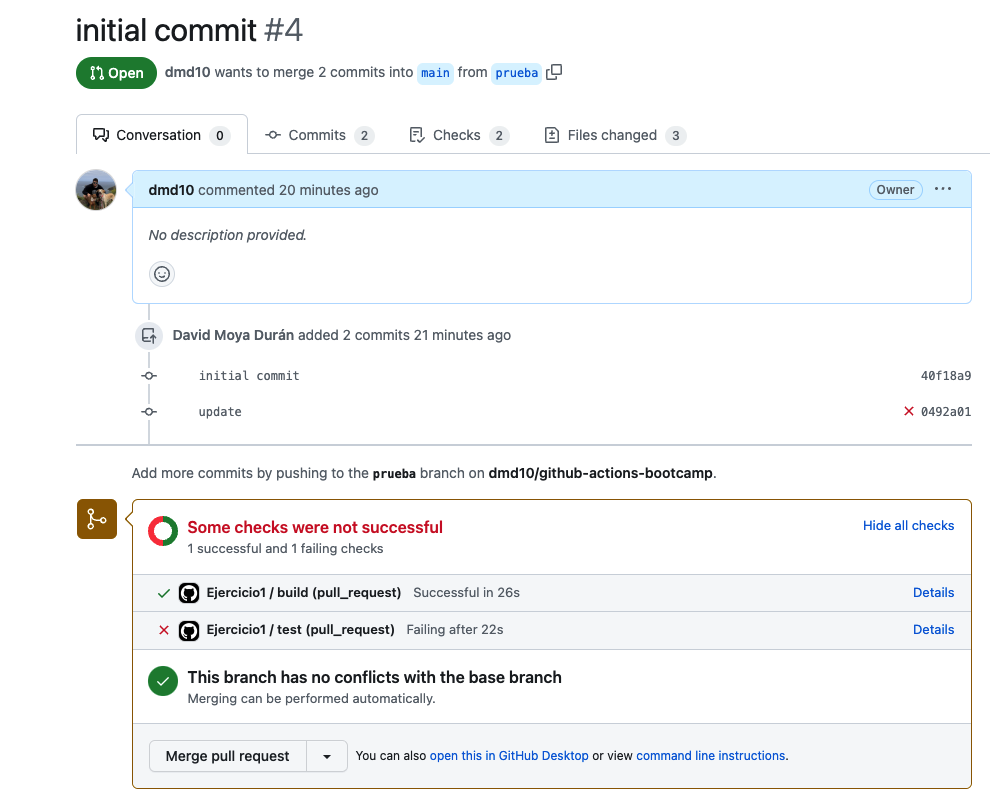 initial commit #4
Open dmd10 wants to merge 2 commits into main from prueba
Conversation 0 Commits 2 Checks 2 Files changed 3
dmd10 commented 20 minutes ago Owner ...
No description provided.
David Moya Durán added 2 commits 21 minutes ago
initial commit 40f18a9
update 0492a01
Add more commits by pushing to the prueba branch on dmd10/github-actions-bootcamp.
Some checks were not successful Hide all checks
1 successful and 1 failing checks
Ejercicio1 / build (pull_request) Successful in 26s Details
Ejercicio1 / test (pull_request) Failing after 22s Details
This branch has no conflicts with the base branch
Merging can be performed automatically.
Merge pull request You can also open this in GitHub Desktop or view command line instructions.